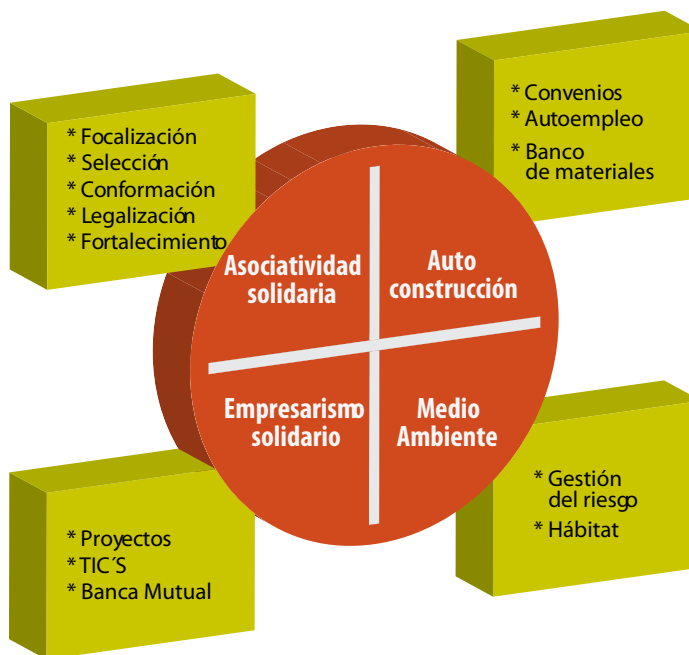 * Focalización
* Selección
* Conformación
* Legalización
* Fortalecimiento
* Convenios
* Autoempleo
* Banco
de materiales
Asociatividad
solidaria
Auto
construcción
Empresarismo
solidario
Medio
Ambiente
* Proyectos
* TIC´S
* Banca Mutual
* Gestión
del riesgo
* Hábitat